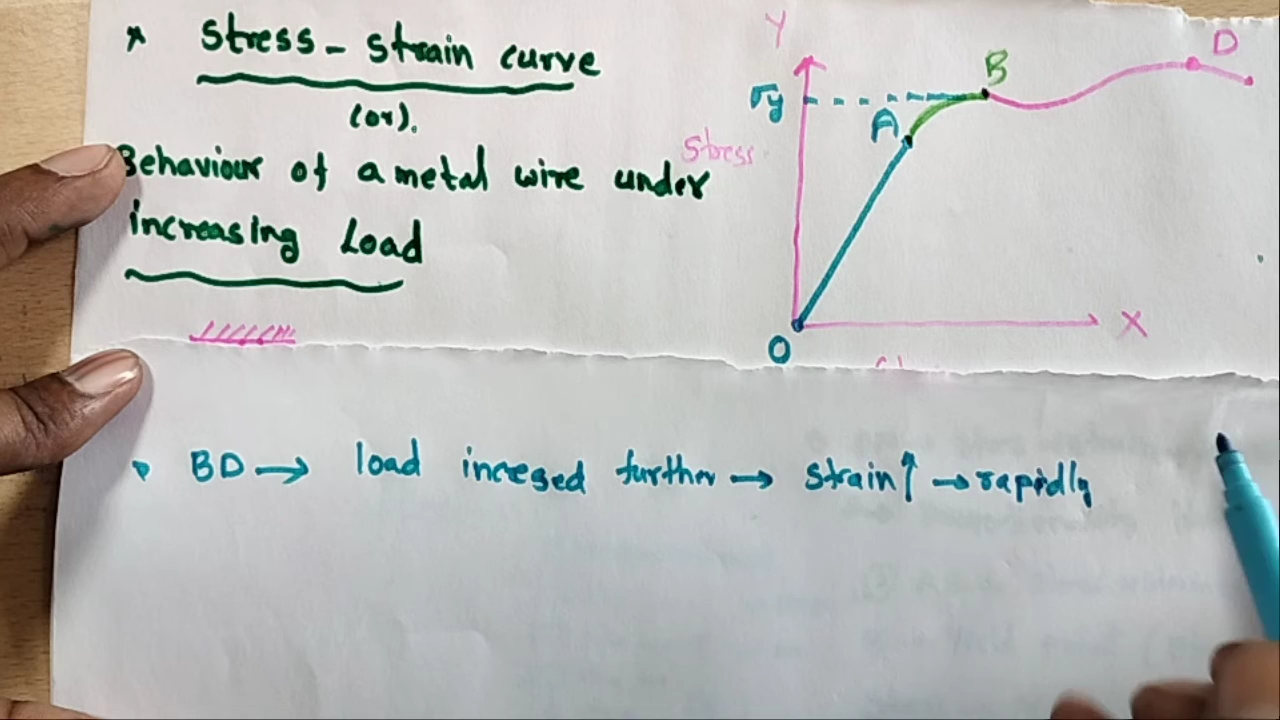 * Stress - Strain curve
(or).
Behaviour of a metal wire under
increasing Load
Y
σy
Stress
A
B
D
O
X
BD → load incresed further → Strain↑ → rapidly